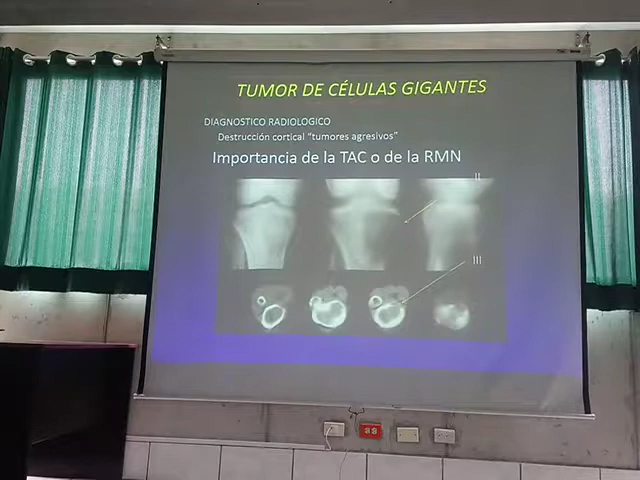 TUMOR DE CÉLULAS GIGANTES
DIAGNOSTICO RADIOLOGICO
Destrucción cortical "tumores agresivos"
Importancia de la TAC o de la RMN
II
III